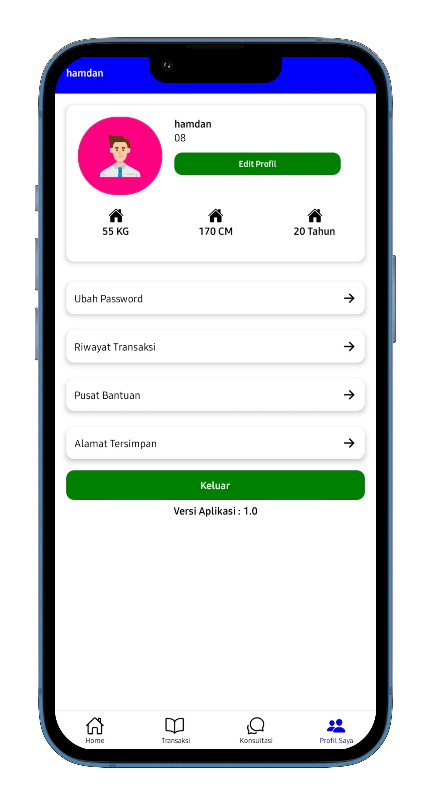 hamdan
hamdan
08
Edit Profil
55 KG 170 CM 20 Tahun
Ubah Password
Riwayat Transaksi
Pusat Bantuan
Alamat Tersimpan
Keluar
Versi Aplikasi : 1.0
Home Transaksi Konsultasi Profil Saya